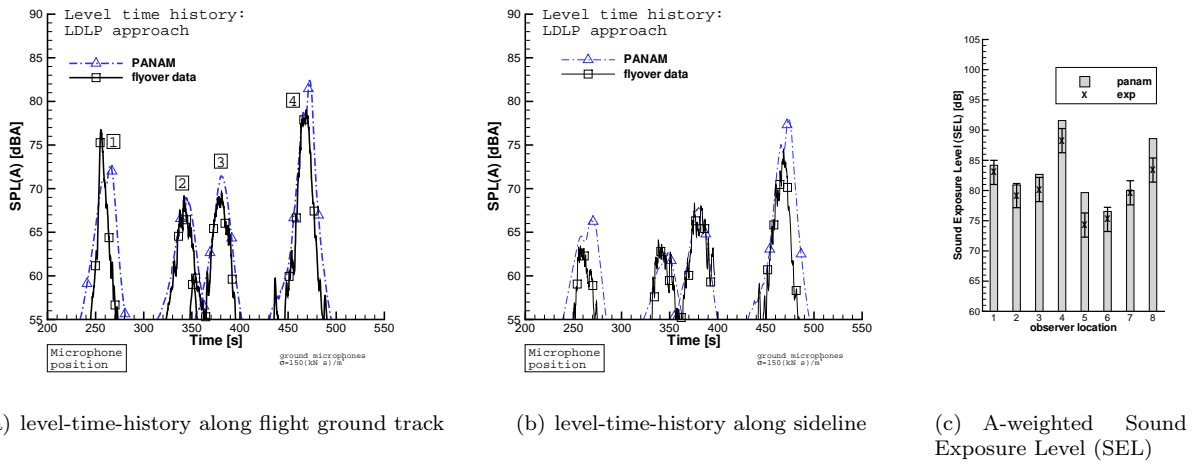 Level time history:
LDLP approach
PANAM
flyover data
1
2
3
4
SPL(A) [dBA]
90
85
80
75
70
65
60
55
200 250 300 350 400 450 500 550
Time [s]
Microphone
position
ground microphones
σ=150(kN s)/m⁴
Level time history:
LDLP approach
PANAM
flyover data
SPL(A) [dBA]
90
85
80
75
70
65
60
55
200 250 300 350 400 450 500 550
Time [s]
Microphone
position
ground microphones
σ=150(kN s)/m⁴
panam
exp
Sound Exposure Level (SEL) [dB]
105
100
95
90
85
80
75
70
65
60
1 2 3 4 5 6 7 8
observer location
) level-time-history along flight ground track
(b) level-time-history along sideline
(c) A-weighted Sound
Exposure Level (SEL)